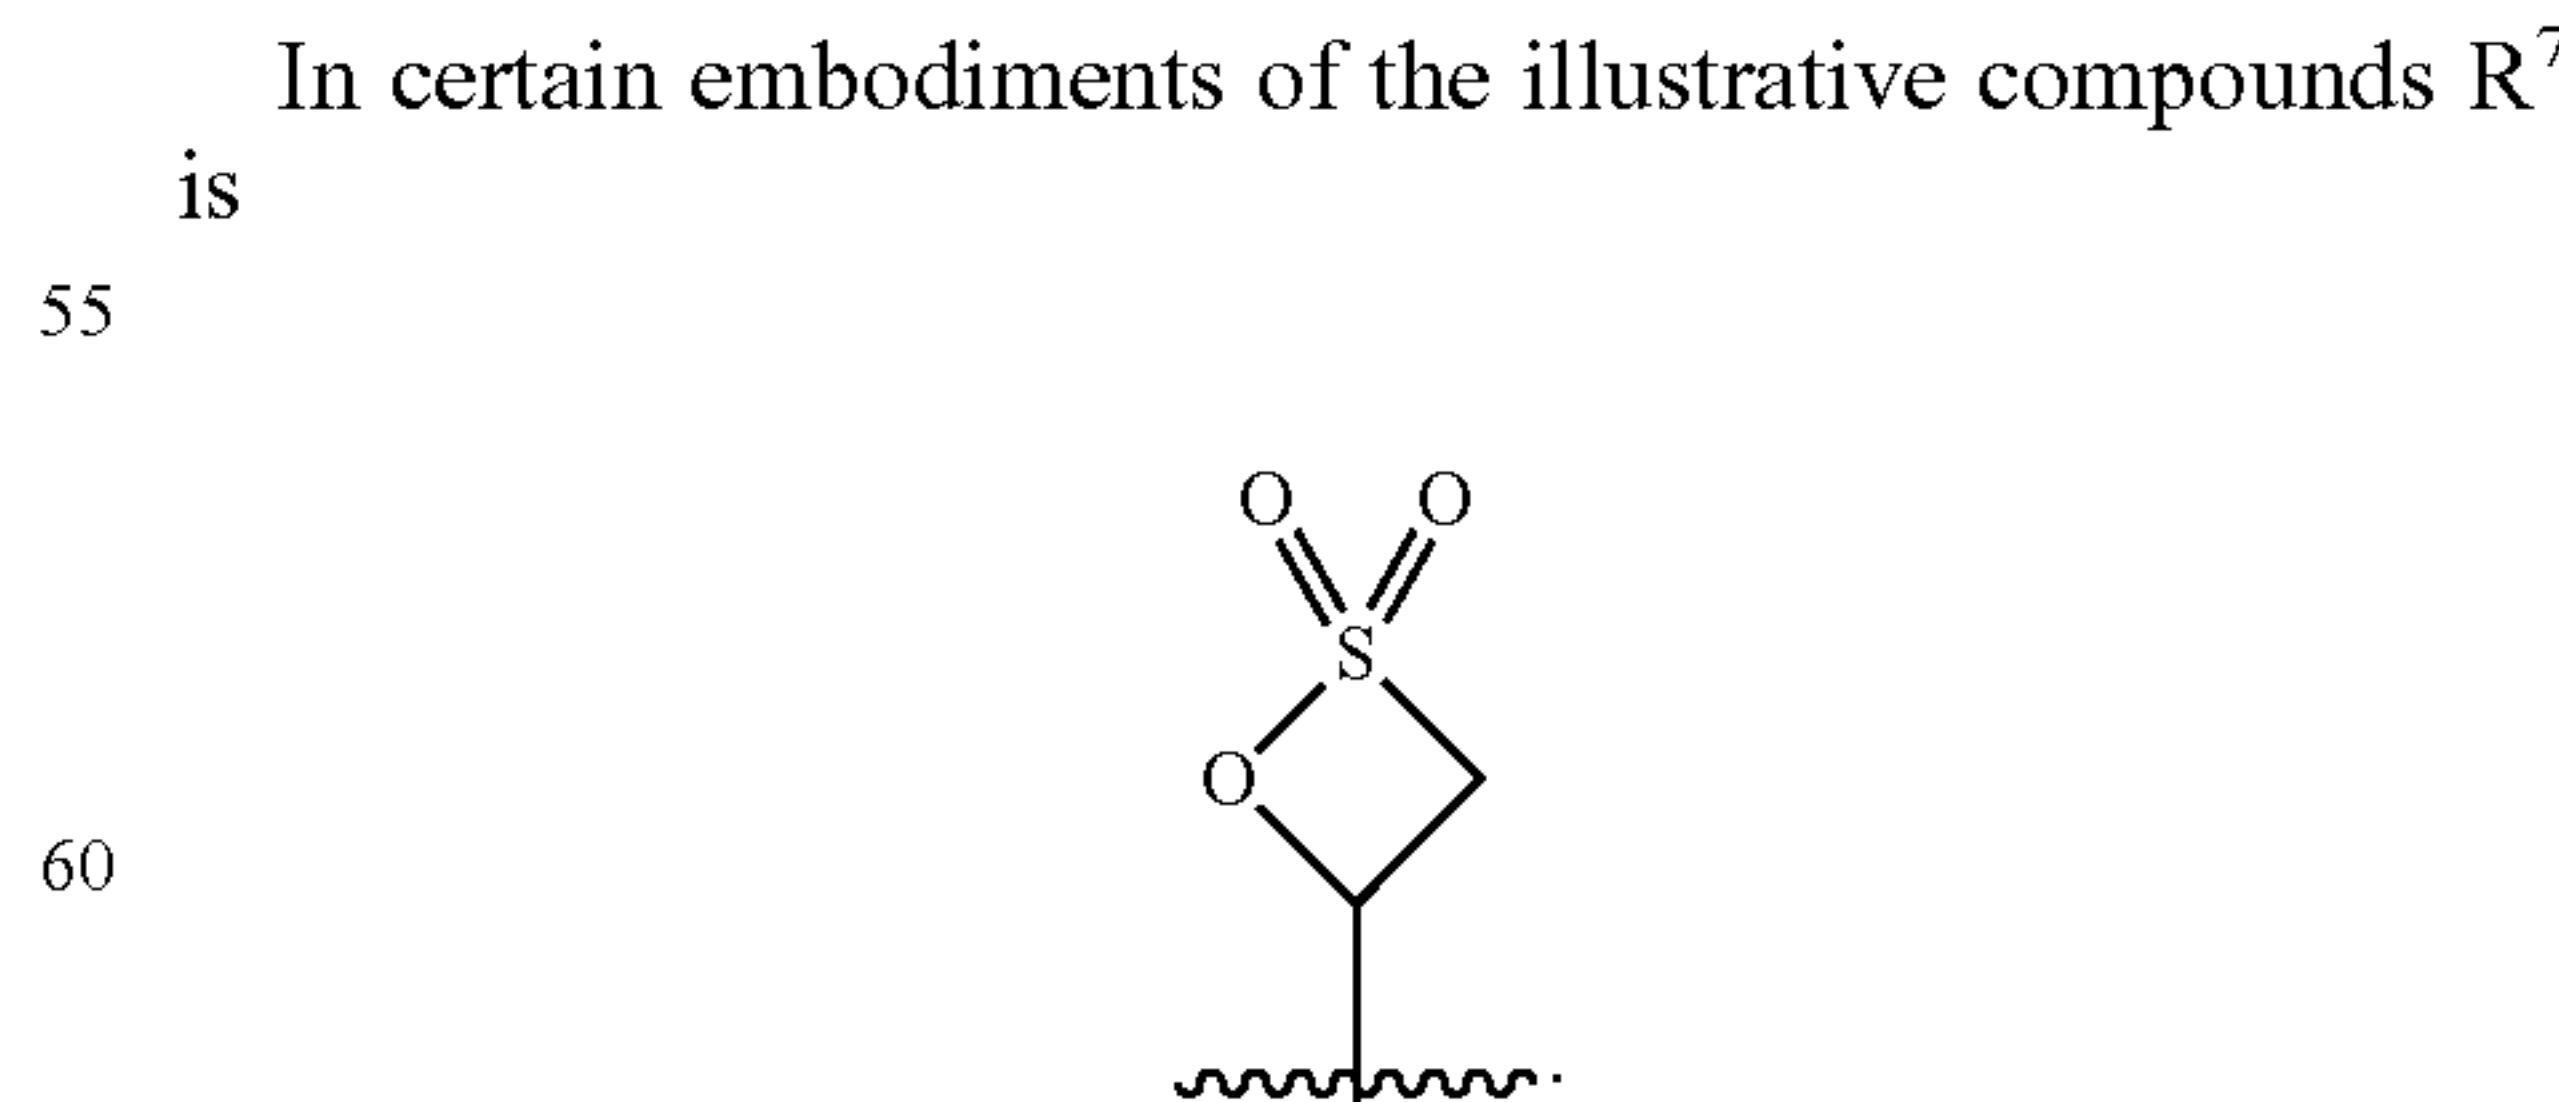 In certain embodiments of the illustrative compounds R⁷
is
55
O O
S
O
60
.